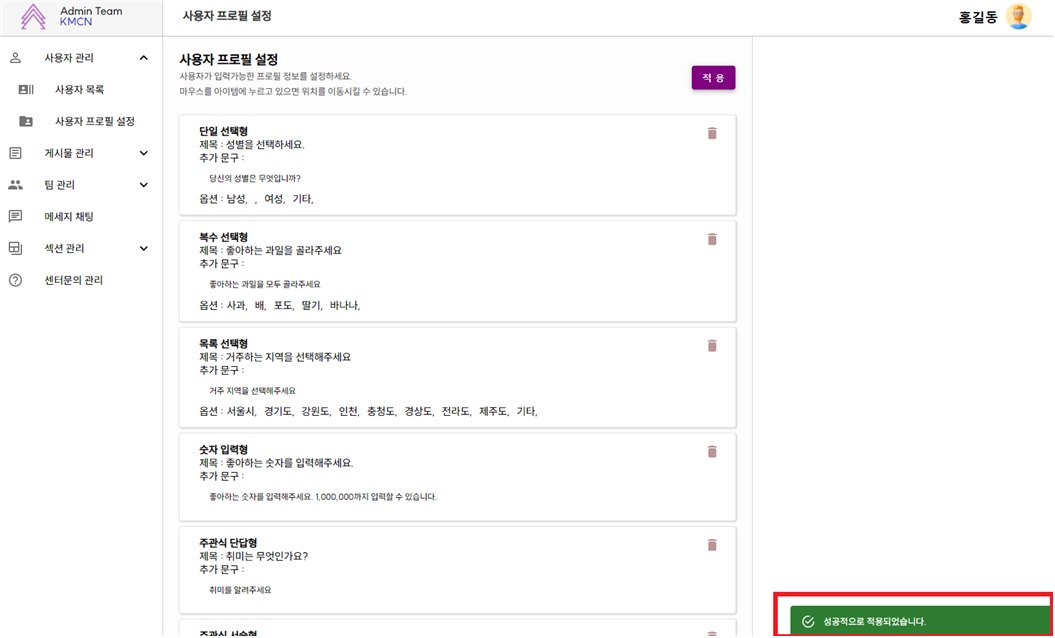 Admin Team
KMCN
사용자 프로필 설정
홍길동
사용자 관리
사용자 목록
사용자 프로필 설정
게시물 관리
팀 관리
메세지 채팅
섹션 관리
센터문의 관리
사용자 프로필 설정
사용자가 입력가능한 프로필 정보를 설정하세요.
마우스를 아이템에 누르고 있으면 위치를 이동시킬 수 있습니다.
적 용
단일 선택형
제목 : 성별을 선택하세요.
추가 문구 :
당신의 성별은 무엇입니까?
옵션 : 남성, , 여성, 기타,
복수 선택형
제목 : 좋아하는 과일을 골라주세요
추가 문구 :
좋아하는 과일을 모두 골라주세요
옵션 : 사과, 배, 포도, 딸기, 바나나,
목록 선택형
제목 : 거주하는 지역을 선택해주세요
추가 문구 :
거주 지역을 선택해주세요
옵션 : 서울시, 경기도, 강원도, 인천, 충청도, 경상도, 전라도, 제주도, 기타,
숫자 입력형
제목 : 좋아하는 숫자를 입력해주세요.
추가 문구 :
좋아하는 숫자를 입력해주세요. 1,000,000까지 입력할 수 있습니다.
주관식 단답형
제목 : 취미는 무엇인가요?
추가 문구 :
취미를 알려주세요
주관식 서술형
성공적으로 적용되었습니다.